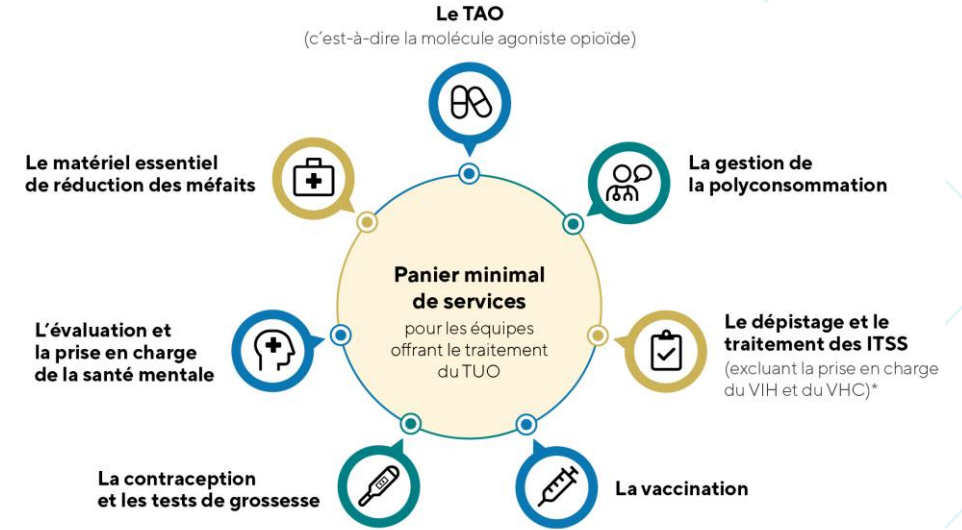 Le TAO
(c’est-à-dire la molécule agoniste opioïde)
Le matériel essentiel
de réduction des méfaits
La gestion de
la polyconsommation
Panier minimal
de services
pour les équipes
offrant le traitement
du TUO
L’évaluation et
la prise en charge
de la santé mentale
Le dépistage et le
traitement des ITSS
(excluant la prise en charge
du VIH et du VHC)*
La contraception
et les tests de grossesse
La vaccination